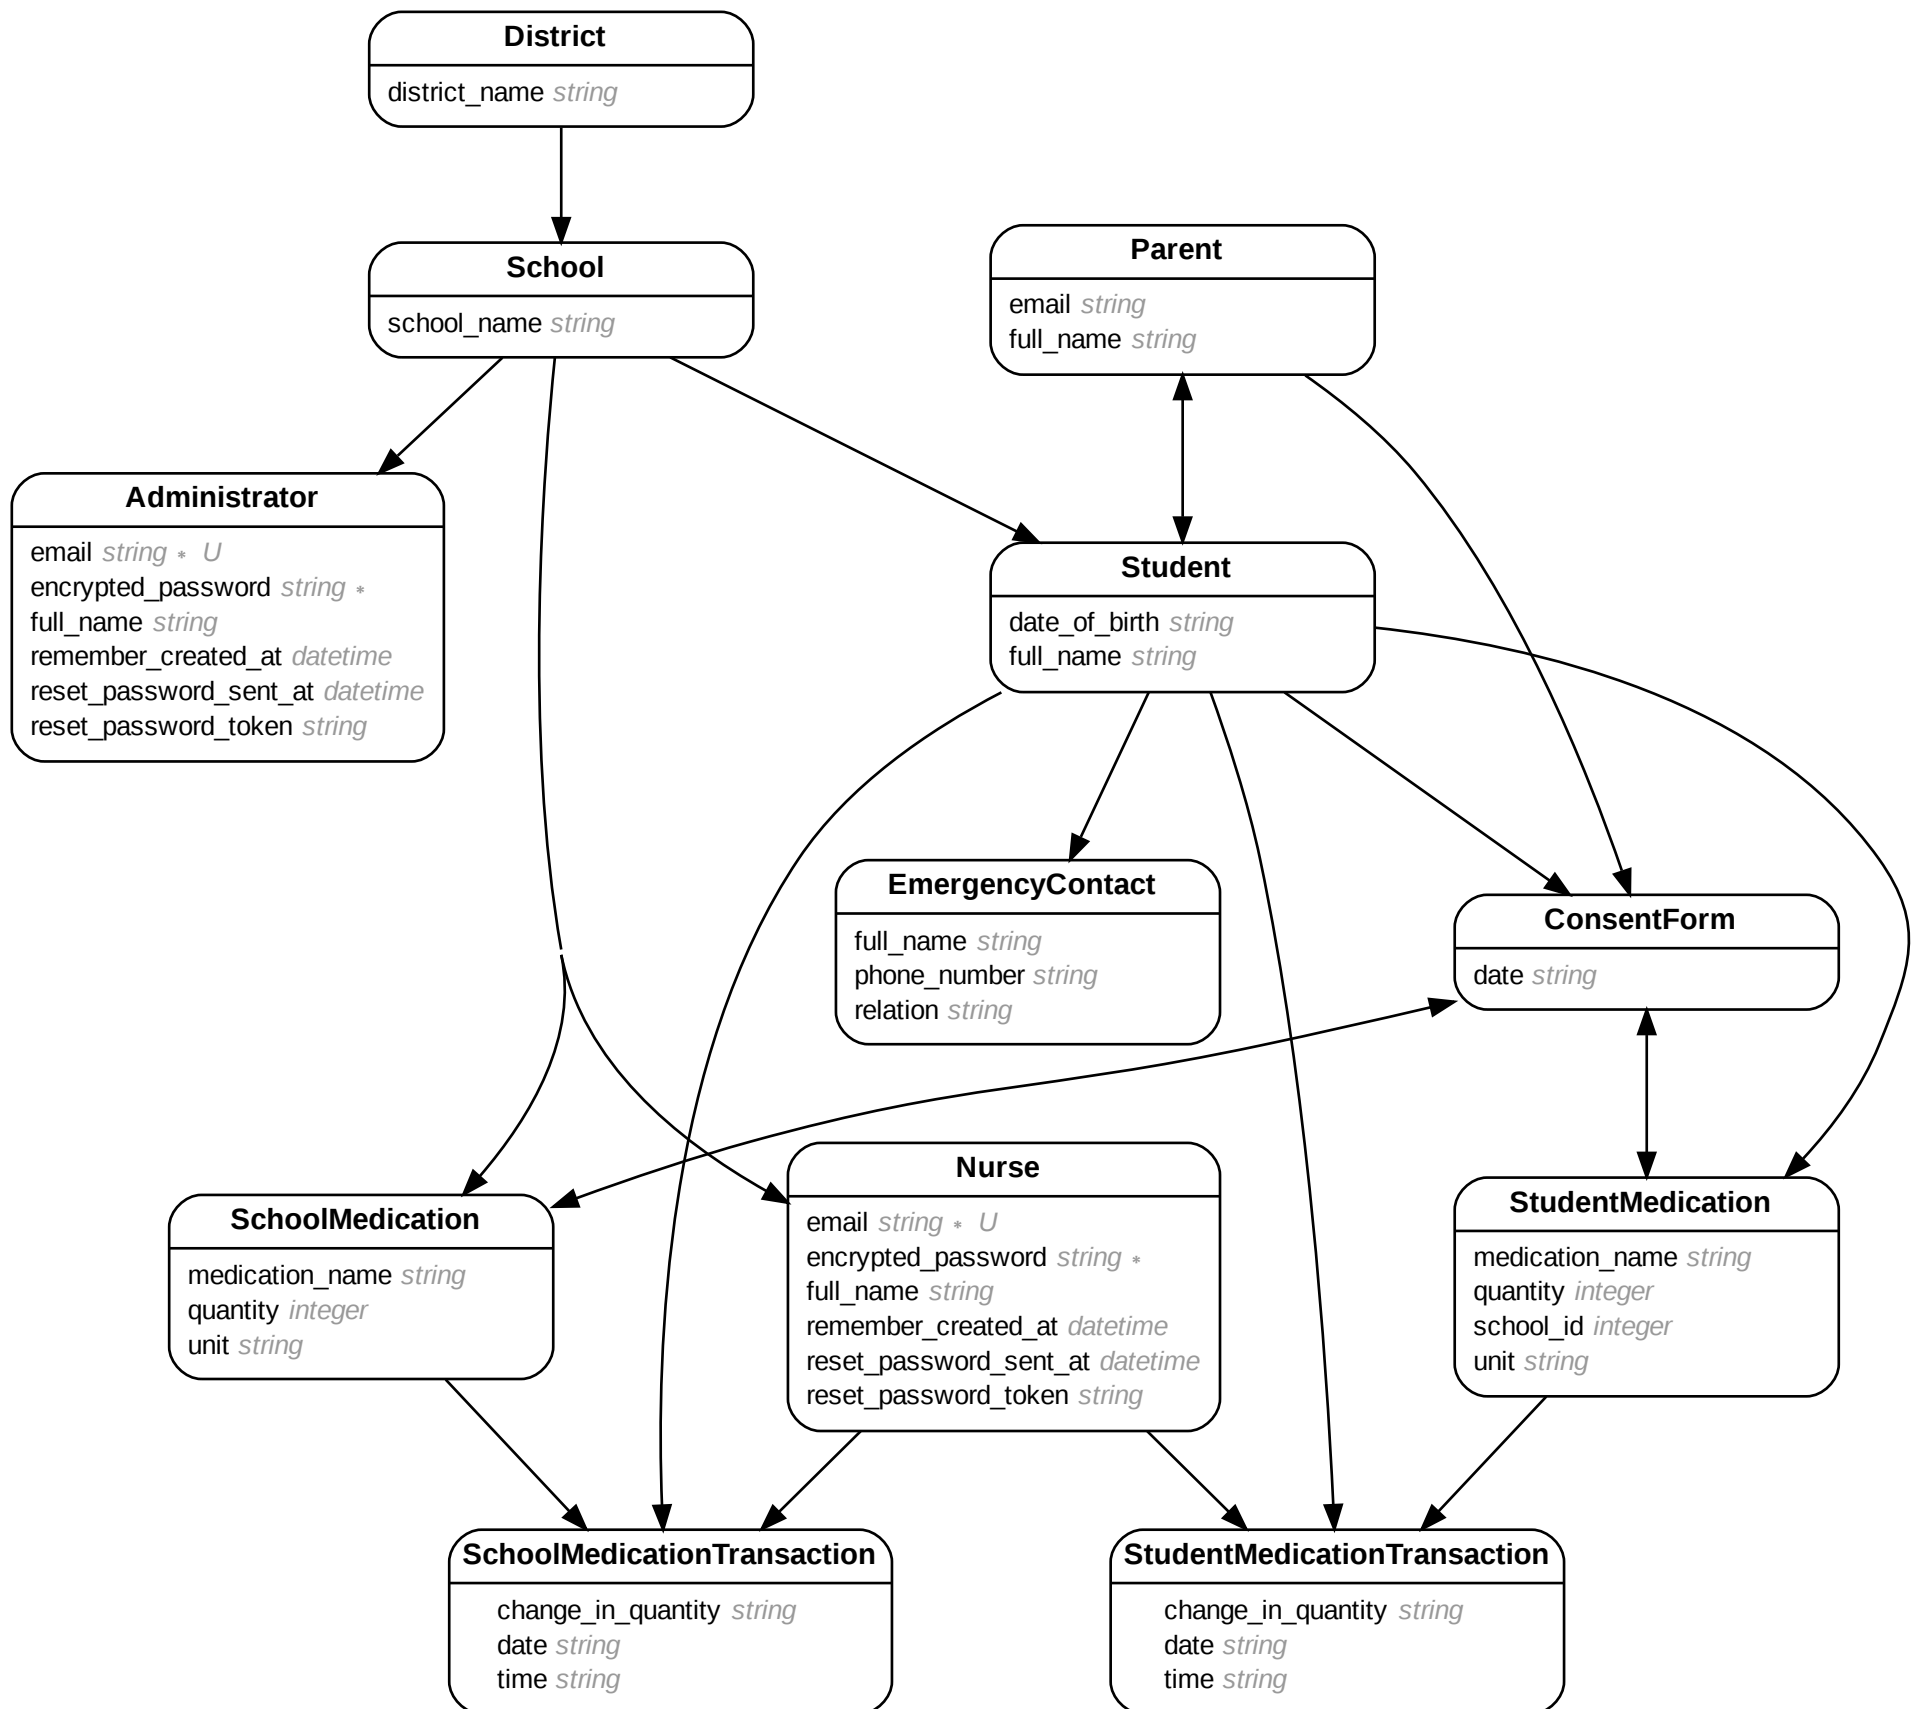 District
district_name string
School
school_name string
Parent
email string
full_name string
Administrator
email string * U
encrypted_password string *
full_name string
remember_created_at datetime
reset_password_sent_at datetime
reset_password_token string
Student
date_of_birth string
full_name string
EmergencyContact
full_name string
phone_number string
relation string
ConsentForm
date string
SchoolMedication
medication_name string
quantity integer
unit string
Nurse
email string * U
encrypted_password string *
full_name string
remember_created_at datetime
reset_password_sent_at datetime
reset_password_token string
StudentMedication
medication_name string
quantity integer
school_id integer
unit string
SchoolMedicationTransaction
change_in_quantity string
date string
time string
StudentMedicationTransaction
change_in_quantity string
date string
time string